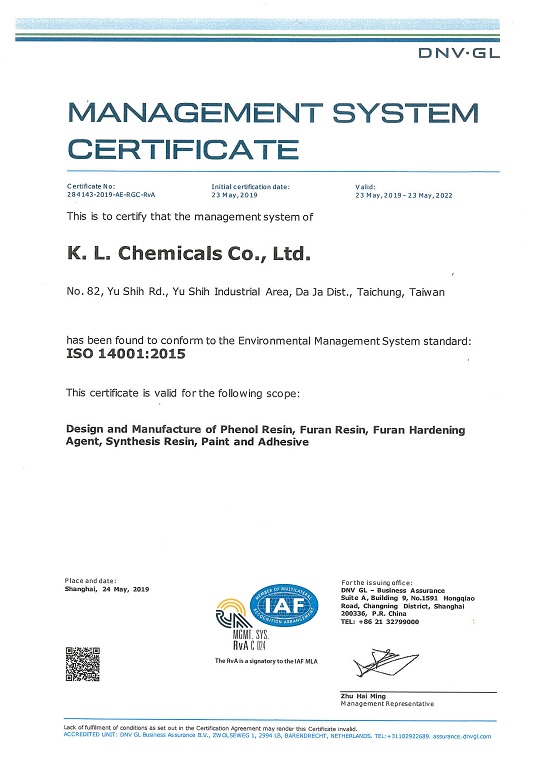 DNV·GL
MANAGEMENT SYSTEM
CERTIFICATE
Certificate No:
284143-2019-AE-RGC-RvA
Initial certification date:
23 May, 2019
Valid:
23 May, 2019 - 23 May, 2022
This is to certify that the management system of
K. L. Chemicals Co., Ltd.
No. 82, Yu Shih Rd., Yu Shih Industrial Area, Da Ja Dist., Taichung, Taiwan
has been found to conform to the Environmental Management System standard:
ISO 14001:2015
This certificate is valid for the following scope:
Design and Manufacture of Phenol Resin, Furan Resin, Furan Hardening
Agent, Synthesis Resin, Paint and Adhesive
Place and date:
Shanghai, 24 May, 2019
MEMBER OF MULTILATERAL
IAF
RECOGNITION ARRANGEMENT
MGMT. SYS.
RvA C 024
The RvA is a signatory to the IAF MLA
For the issuing office:
DNV GL – Business Assurance
Suite A, Building 9, No.1591 Hongqiao
Road, Changning District, Shanghai
200336, P.R. China
TEL: +86 21 32799000
Zhu Hai Ming
Management Representative
Lack of fulfilment of conditions as set out in the Certification Agreement may render this Certificate invalid.
ACCREDITED UNIT: DNV GL Business Assurance B.V., ZWOLSEWEG 1, 2994 LB, BARENDRECHT, NETHERLANDS. TEL:+31102922689. assurance.dnvgl.com